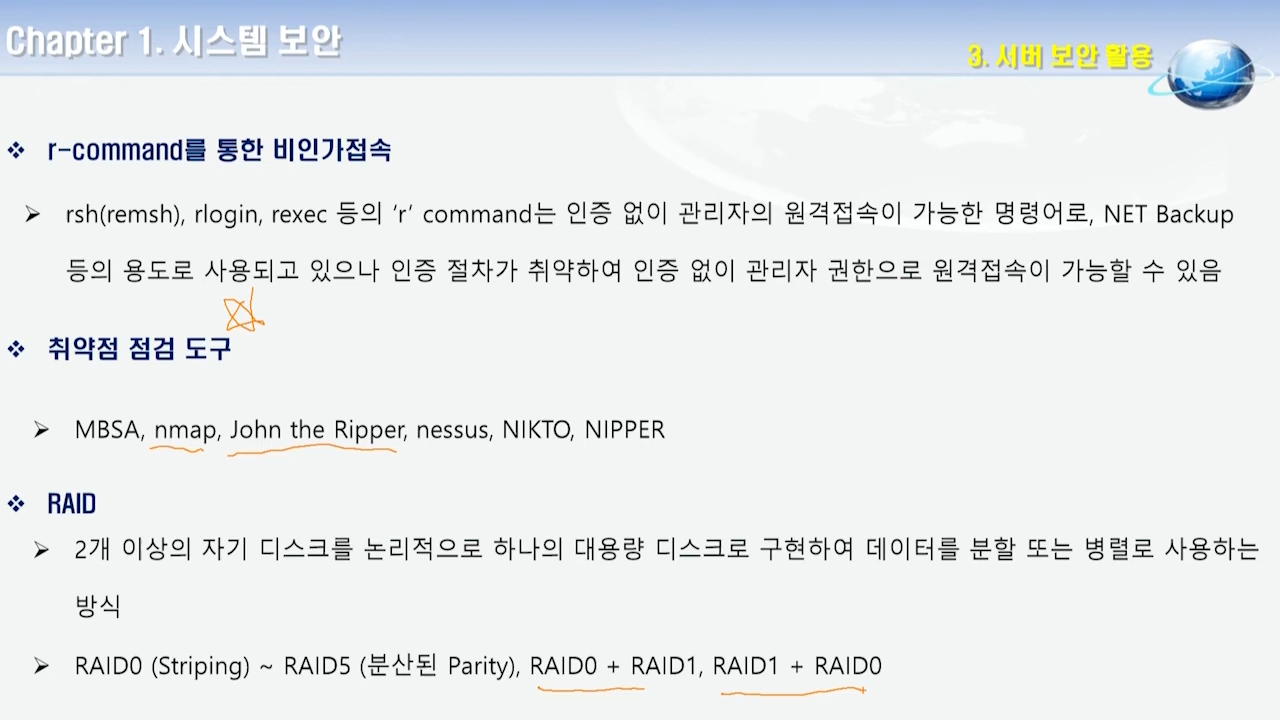 Chapter 1. 시스템 보안
3. 서버 보안 활용
❖ r-command를 통한 비인가접속
➢ rsh(remsh), rlogin, rexec 등의 ‘r’ command는 인증 없이 관리자의 원격접속이 가능한 명령어로, NET Backup
등의 용도로 사용되고 있으나 인증 절차가 취약하여 인증 없이 관리자 권한으로 원격접속이 가능할 수 있음
❖ 취약점 점검 도구
➢ MBSA, nmap, John the Ripper, nessus, NIKTO, NIPPER
❖ RAID
➢ 2개 이상의 자기 디스크를 논리적으로 하나의 대용량 디스크로 구현하여 데이터를 분할 또는 병렬로 사용하는
방식
➢ RAID0 (Striping) ~ RAID5 (분산된 Parity), RAID0 + RAID1, RAID1 + RAID0